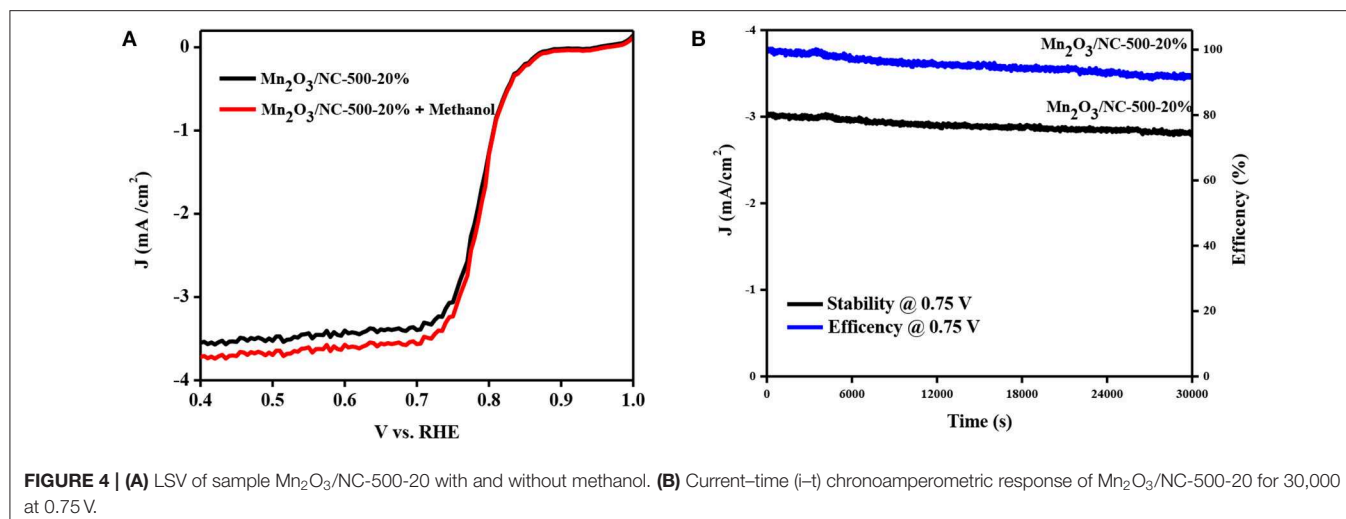 A
0
-1
-2
-3
-4
J (mA /cm²)
Mn₂O₃/NC-500-20%
Mn₂O₃/NC-500-20% + Methanol
0.4 0.5 0.6 0.7 0.8 0.9 1.0
V vs. RHE
B
-4
-3
-2
-1
0
J (mA/cm²)
Mn₂O₃/NC-500-20%
Mn₂O₃/NC-500-20%
Stability @ 0.75 V
Efficency @ 0.75 V
100
80
60
40
20
0
Efficency (%)
0 6000 12000 18000 24000 30000
Time (s)
FIGURE 4 | (A) LSV of sample Mn₂O₃/NC-500-20 with and without methanol. (B) Current–time (i–t) chronoamperometric response of Mn₂O₃/NC-500-20 for 30,000
at 0.75 V.